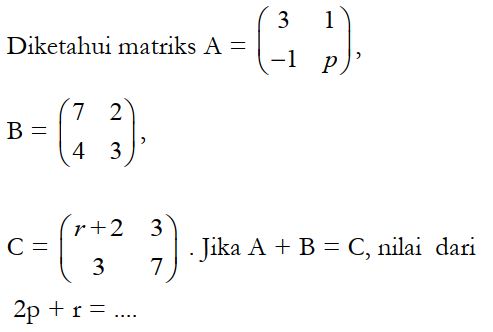 Diketahui matriks A = (3 1
-1 p),
B = (7 2
4 3),
C = (r+2 3
3 7) . Jika A + B = C, nilai dari
2p + r = ....